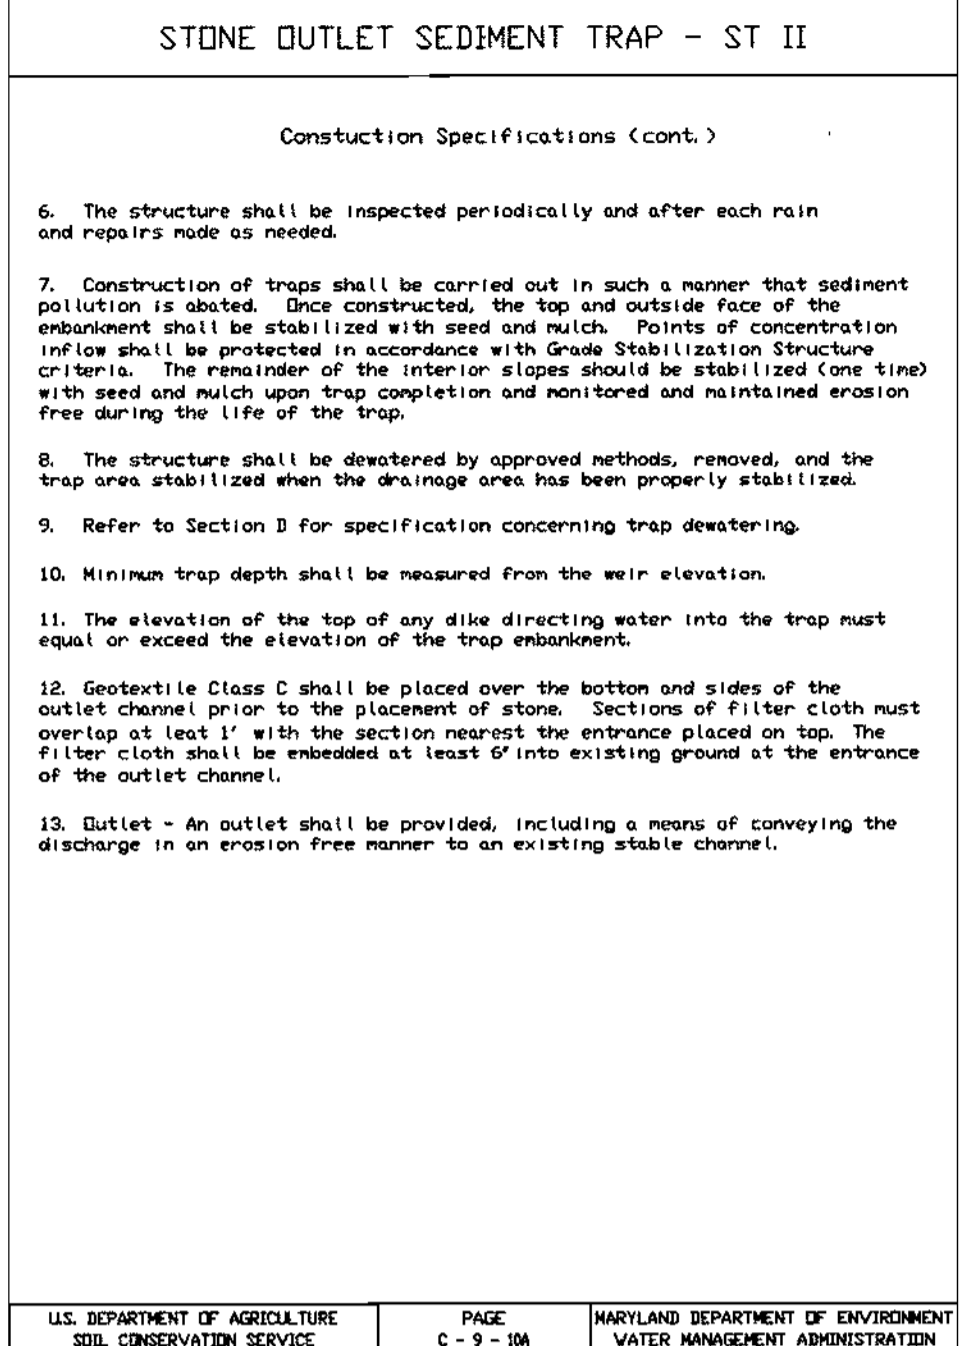 STONE OUTLET SEDIMENT TRAP - ST II
Constuction Specifications (cont.)
6. The structure shall be inspected periodically and after each rain
and repairs made as needed.
7. Construction of traps shall be carried out in such a manner that sediment
pollution is abated. Once constructed, the top and outside face of the
embankment shall be stabilized with seed and mulch. Points of concentration
inflow shall be protected in accordance with Grade Stabilization Structure
criteria. The remainder of the interior slopes should be stabilized (one time)
with seed and mulch upon trap completion and monitored and maintained erosion
free during the life of the trap.
8. The structure shall be dewatered by approved methods, removed, and the
trap area stabilized when the drainage area has been properly stabilized.
9. Refer to Section D for specification concerning trap dewatering.
10. Minimum trap depth shall be measured from the weir elevation.
11. The elevation of the top of any dike directing water into the trap must
equal or exceed the elevation of the trap embankment.
12. Geotextile Class C shall be placed over the bottom and sides of the
outlet channel prior to the placement of stone. Sections of filter cloth must
overlap at leat 1' with the section nearest the entrance placed on top. The
filter cloth shall be embedded at least 6" into existing ground at the entrance
of the outlet channel.
13. Outlet - An outlet shall be provided, including a means of conveying the
discharge in an erosion free manner to an existing stable channel.
U.S. DEPARTMENT OF AGRICULTURE
SOIL CONSERVATION SERVICE
PAGE
C - 9 - 10A
MARYLAND DEPARTMENT OF ENVIRONMENT
WATER MANAGEMENT ADMINISTRATION